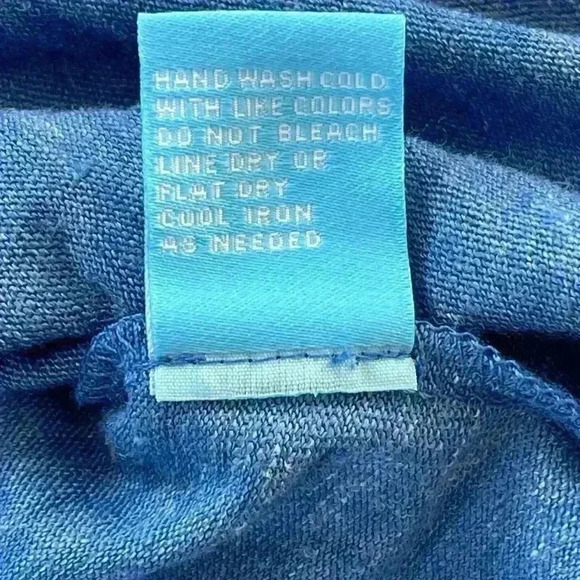 HAND WASH COLD
WITH LIKE COLORS
DO NOT BLEACH
LINE DRY OR
FLAT DRY
COOL IRON
AS NEEDED